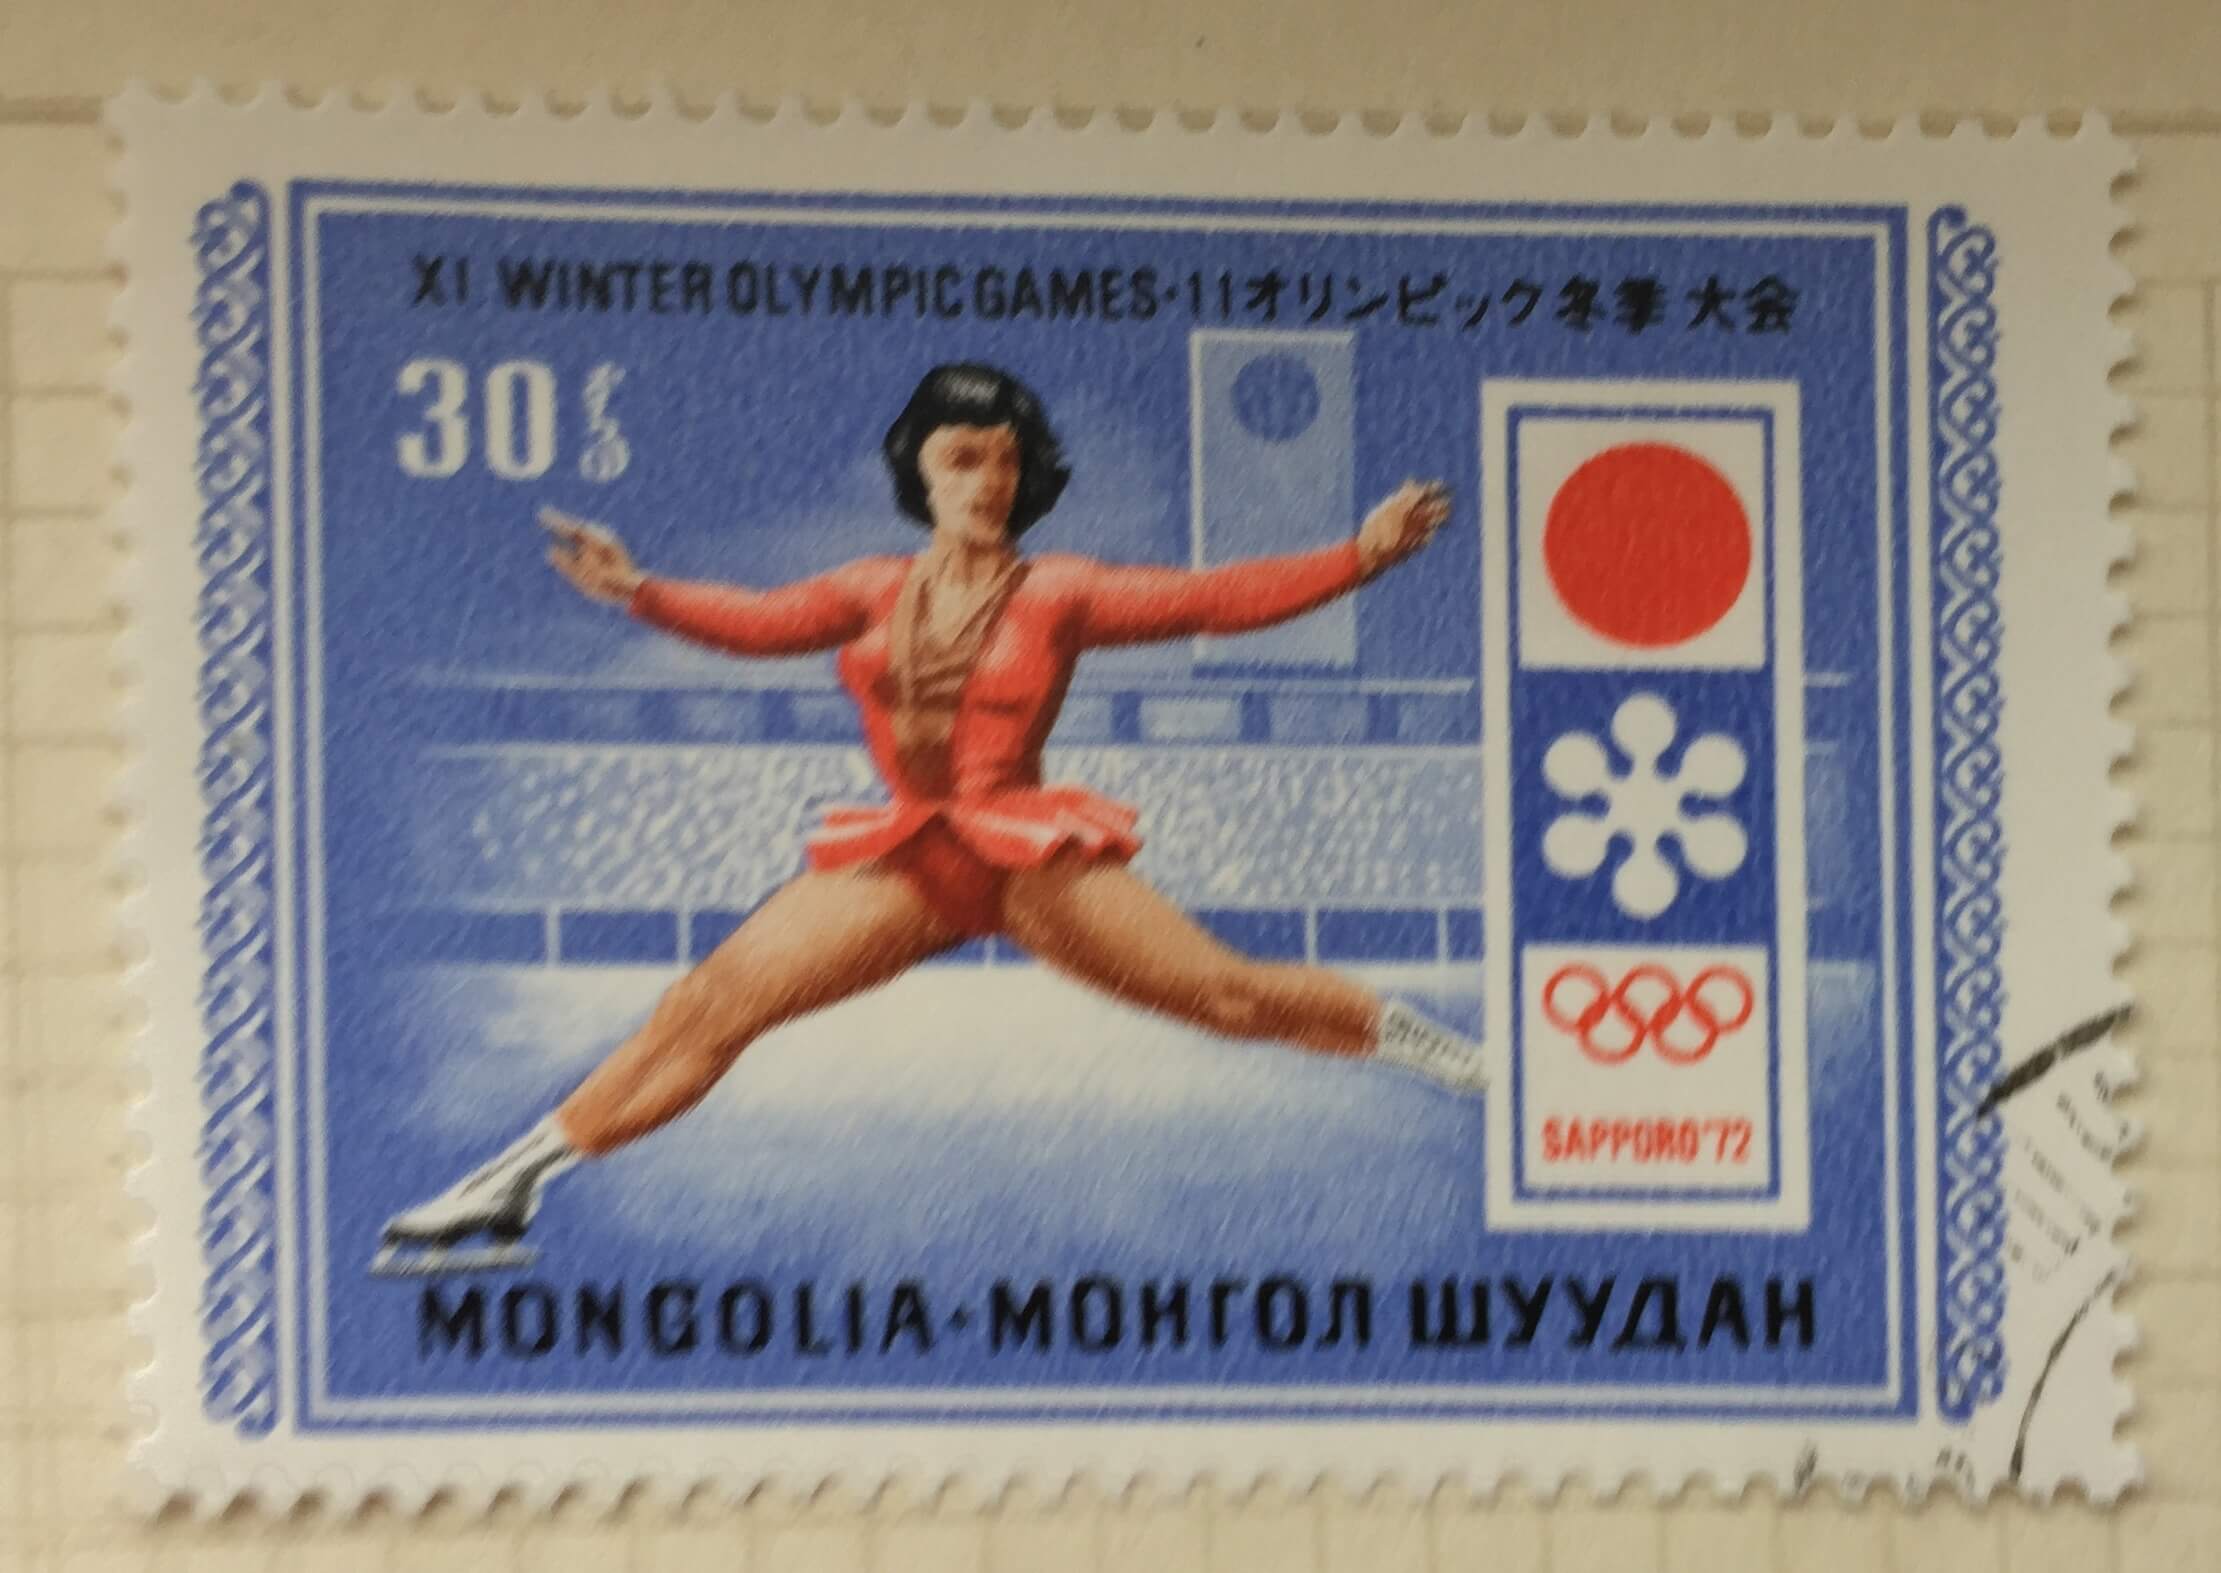 XI. WINTER OLYMPIC GAMES · 11オリンピック冬季 大会
30
SAPPORO'72
MONGOLIA · МОНГОЛ ШУУДАН